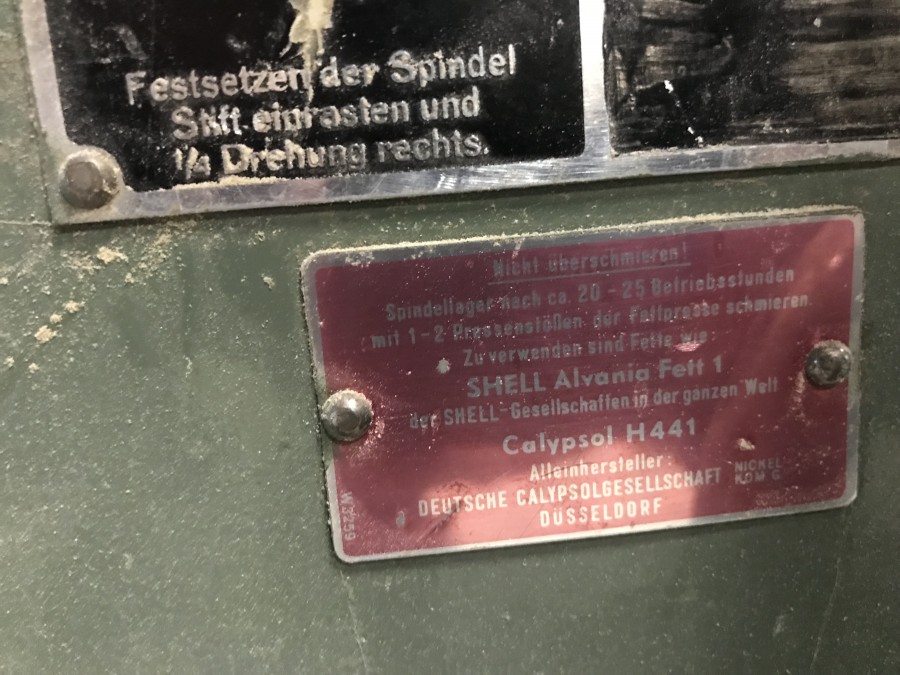 Festsetzen der Spindel
Stift einrasten und
1/4 Drehung rechts.
Nicht überschmieren!
Spindellager nach ca. 20 - 25 Betriebsstunden
mit 1 - 2 Pressenstößen der Fettpresse schmieren.
Zu verwenden sind Fette wie:
SHELL Alvania Fett 1
der SHELL-Gesellschaften in der ganzen Welt
Calypsol H441
Alleinhersteller:
DEUTSCHE CALYPSOLGESELLSCHAFT
DÜSSELDORF
NICKEL
W3259